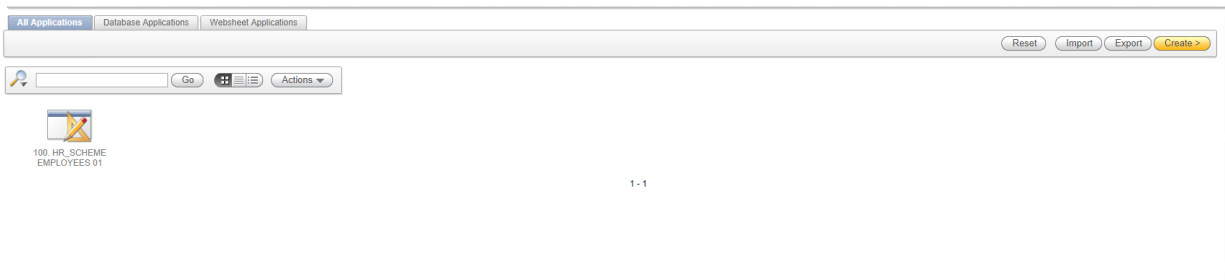 All Applications
Database Applications
Websheet Applications
Reset
Import
Export
Create >
Go
Actions
100. HR_SCHEME
EMPLOYEES 01
1 - 1